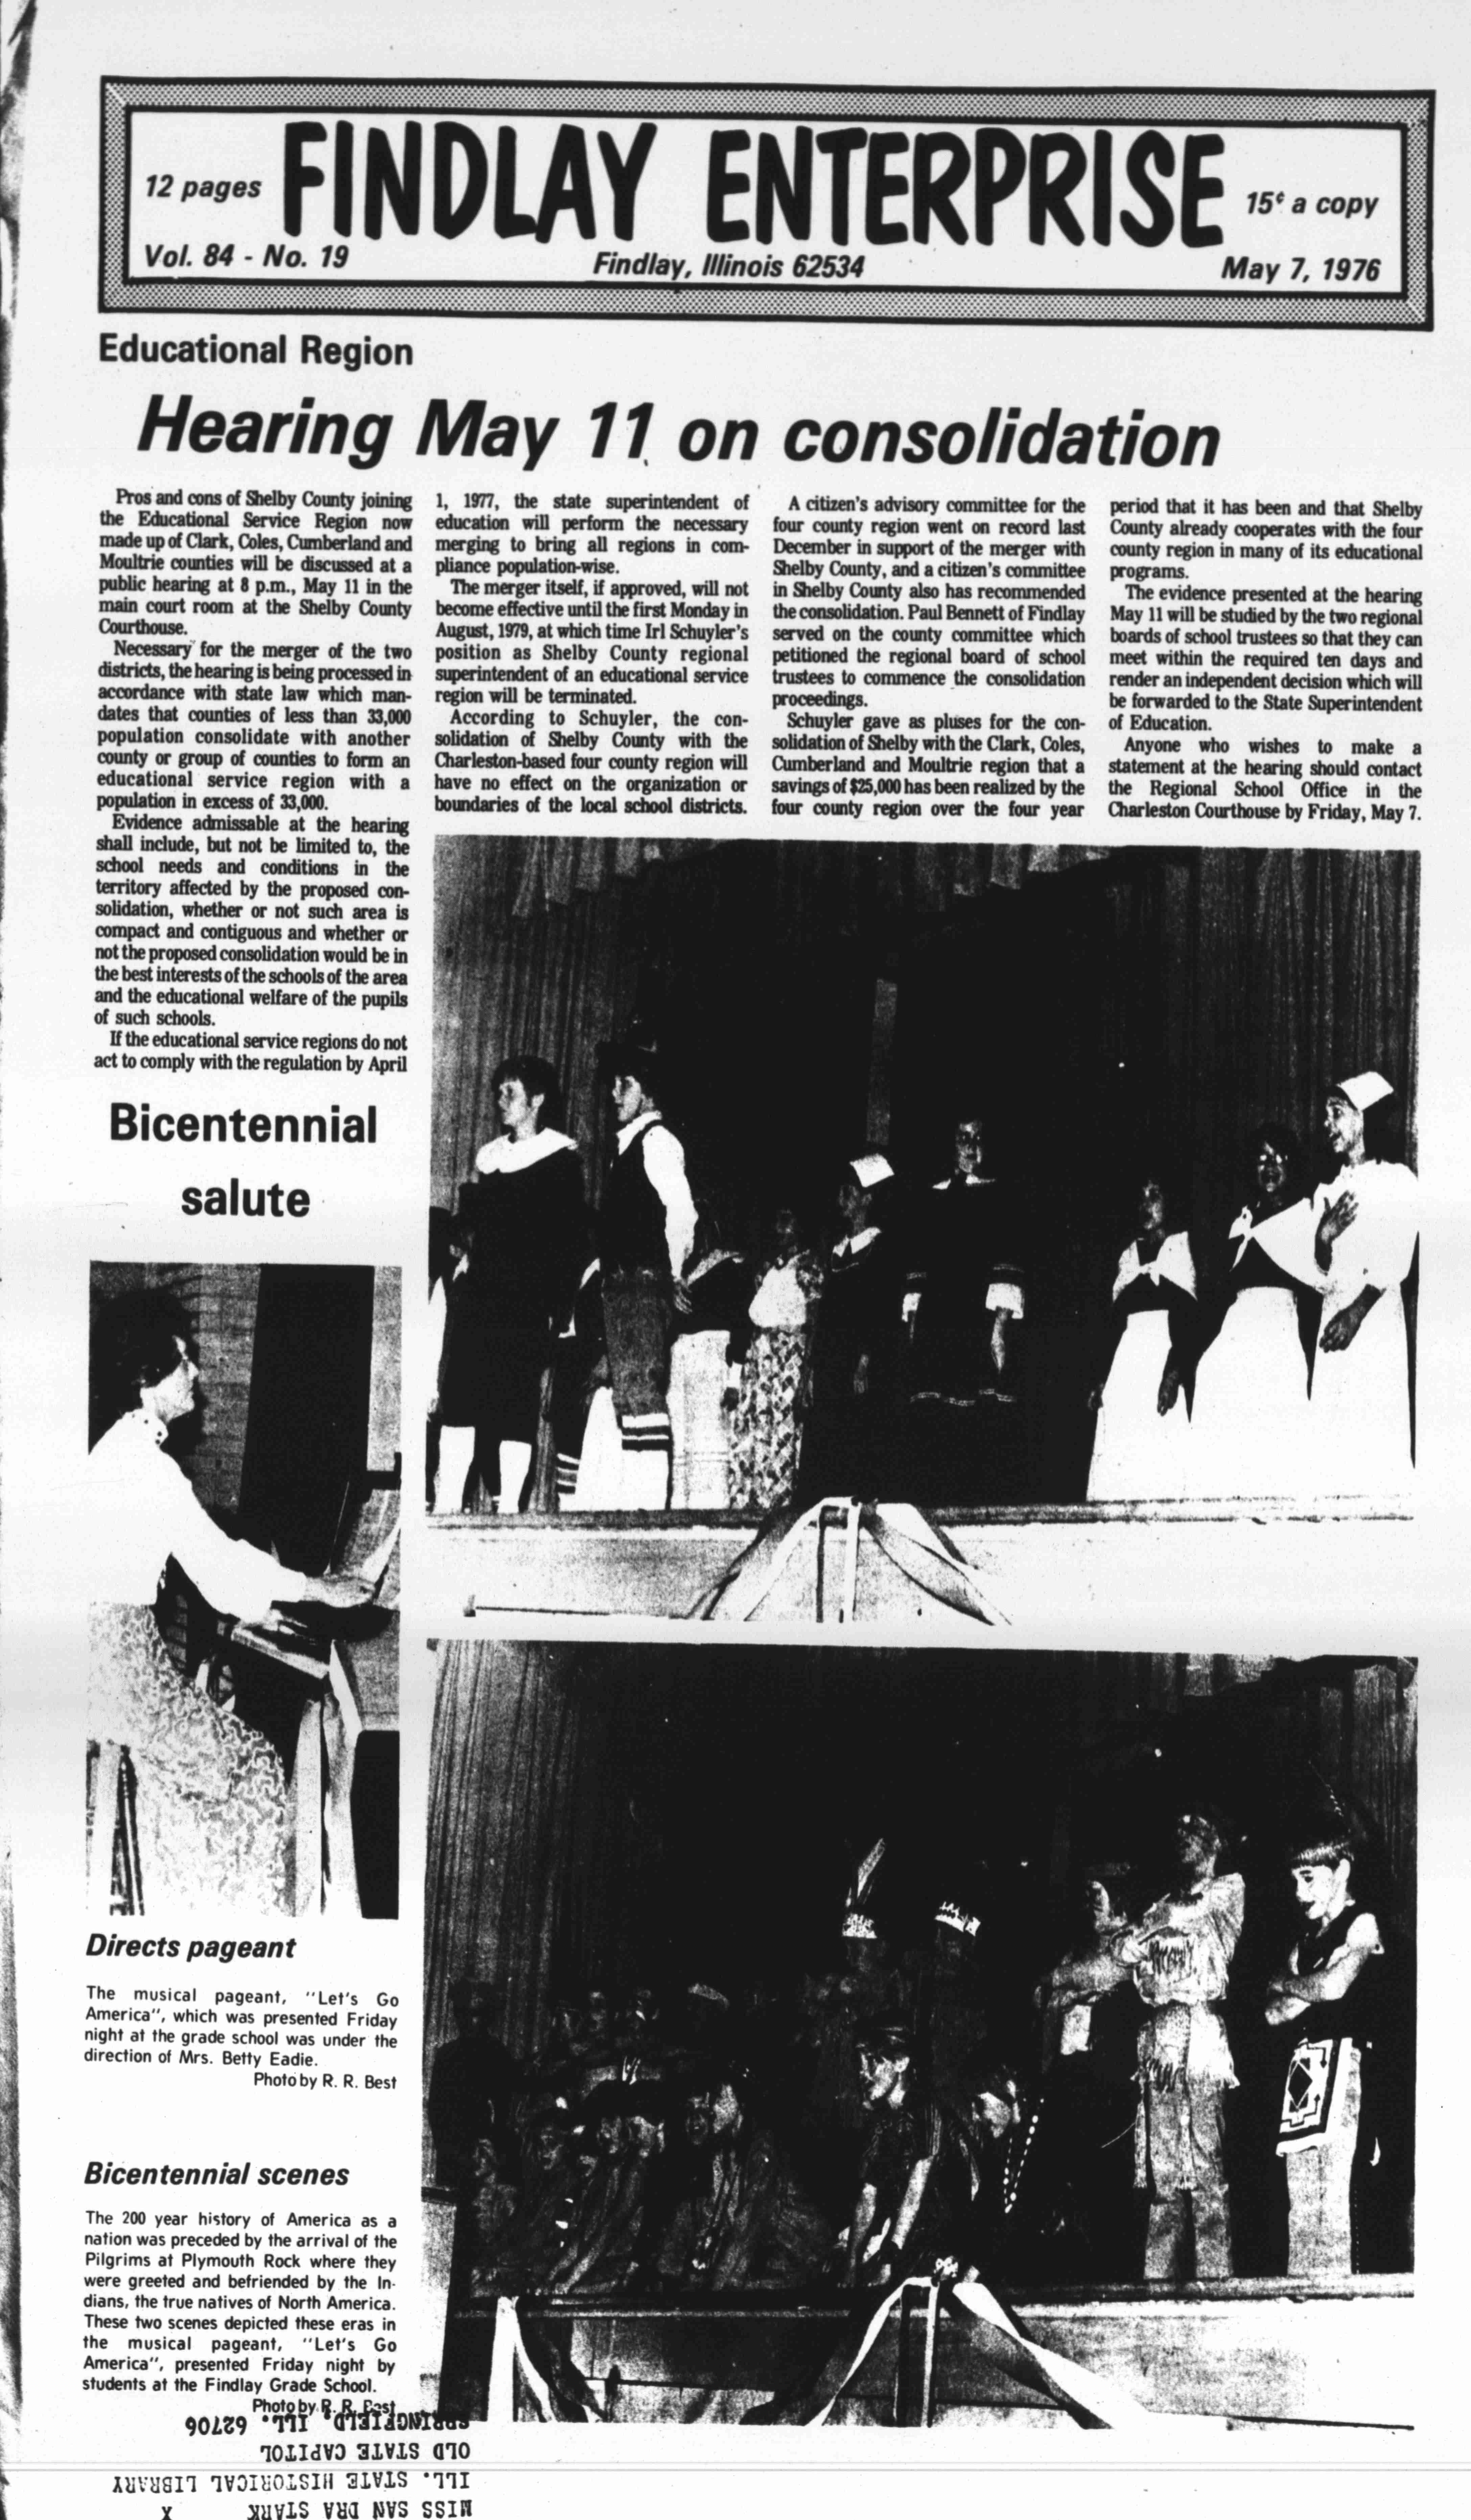 12 pages
FINDLAY ENTERPRISE
15¢ a copy
Vol. 84 - No. 19
Findlay, Illinois 62534
May 7, 1976
Educational Region
Hearing May 11 on consolidation
Pros and cons of Shelby County joining
the Educational Service Region now
made up of Clark, Coles, Cumberland and
Moultrie counties will be discussed at a
public hearing at 8 p.m., May 11 in the
main court room at the Shelby County
Courthouse.
Necessary for the merger of the two
districts, the hearing is being processed in
accordance with state law which man-
dates that counties of less than 33,000
population consolidate with another
county or group of counties to form an
educational service region with a
population in excess of 33,000.
Evidence admissable at the hearing
shall include, but not be limited to, the
school needs and conditions in the
territory affected by the proposed con-
solidation, whether or not such area is
compact and contiguous and whether or
not the proposed consolidation would be in
the best interests of the schools of the area
and the educational welfare of the pupils
of such schools.
If the educational service regions do not
act to comply with the regulation by April
1, 1977, the state superintendent of
education will perform the necessary
merging to bring all regions in com-
pliance population-wise.
The merger itself, if approved, will not
become effective until the first Monday in
August, 1979, at which time Irl Schuyler's
position as Shelby County regional
superintendent of an educational service
region will be terminated.
According to Schuyler, the con-
solidation of Shelby County with the
Charleston-based four county region will
have no effect on the organization or
boundaries of the local school districts.
A citizen's advisory committee for the
four county region went on record last
December in support of the merger with
Shelby County, and a citizen's committee
in Shelby County also has recommended
the consolidation. Paul Bennett of Findlay
served on the county committee which
petitioned the regional board of school
trustees to commence the consolidation
proceedings.
Schuyler gave as pluses for the con-
solidation of Shelby with the Clark, Coles,
Cumberland and Moultrie region that a
savings of $25,000 has been realized by the
four county region over the four year
period that it has been and that Shelby
County already cooperates with the four
county region in many of its educational
programs.
The evidence presented at the hearing
May 11 will be studied by the two regional
boards of school trustees so that they can
meet within the required ten days and
render an independent decision which will
be forwarded to the State Superintendent
of Education.
Anyone who wishes to make a
statement at the hearing should contact
the Regional School Office in the
Charleston Courthouse by Friday, May 7.
Bicentennial
salute
Directs pageant
The musical pageant, "Let's Go
America", which was presented Friday
night at the grade school was under the
direction of Mrs. Betty Eadie.
Photo by R. R. Best
Bicentennial scenes
The 200 year history of America as a
nation was preceded by the arrival of the
Pilgrims at Plymouth Rock where they
were greeted and befriended by the In-
dians, the true natives of North America.
These two scenes depicted these eras in
the musical pageant, "Let's Go
America", presented Friday night by
students at the Findlay Grade School.
Photo by R. R. Best
MISS SAN DRA STARK X
ILL. STATE HISTORICAL LIBRARY
OLD STATE CAPITOL
SPRINGFIELD, ILL. 62706